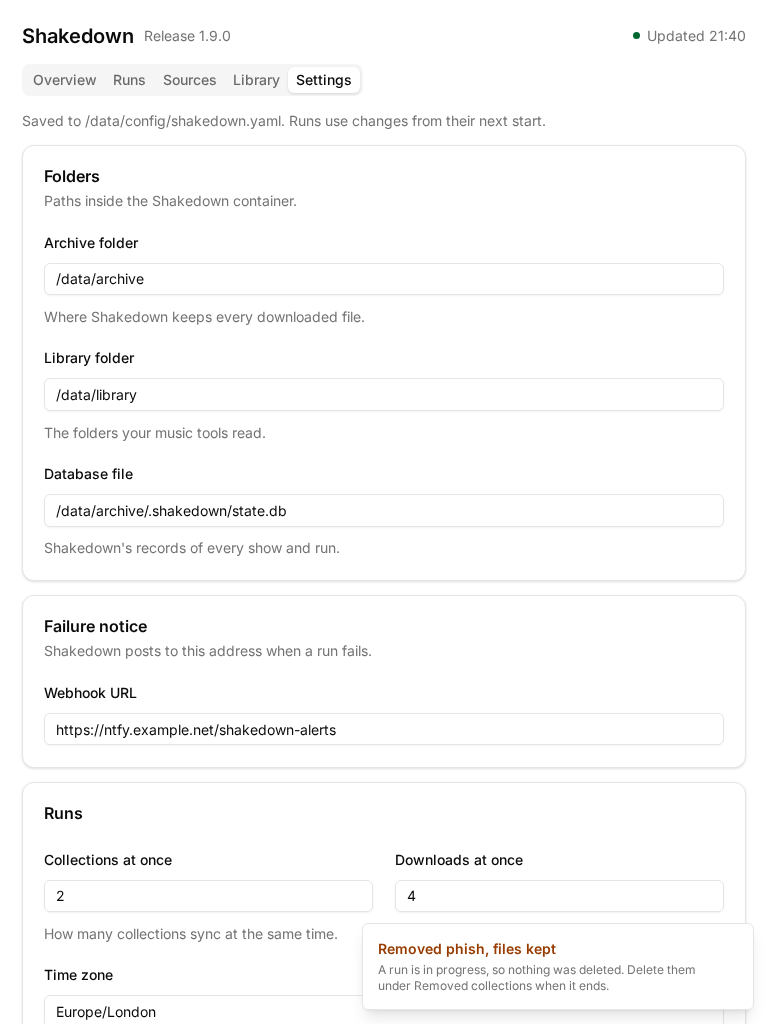 Shakedown Release 1.9.0
Updated 21:40
Overview Runs Sources Library Settings
Saved to /data/config/shakedown.yaml. Runs use changes from their next start.
Folders
Paths inside the Shakedown container.
Archive folder
/data/archive
Where Shakedown keeps every downloaded file.
Library folder
/data/library
The folders your music tools read.
Database file
/data/archive/.shakedown/state.db
Shakedown's records of every show and run.
Failure notice
Shakedown posts to this address when a run fails.
Webhook URL
https://ntfy.example.net/shakedown-alerts
Runs
Collections at once
2
How many collections sync at the same time.
Downloads at once
4
Time zone
Europe/London
Removed phish, files kept
A run is in progress, so nothing was deleted. Delete them
under Removed collections when it ends.